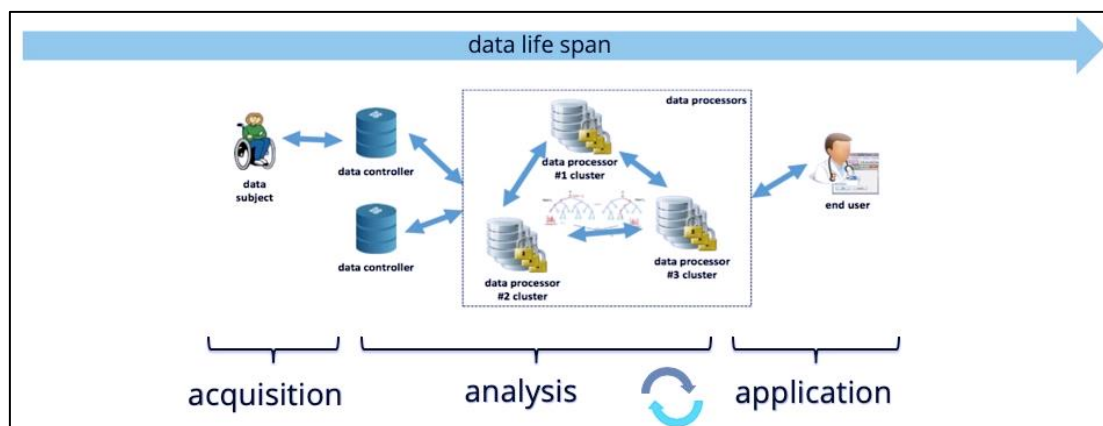 data life span
data processors
data processor
#1 cluster
data
subject
data controller
data controller
data processor
#2 cluster
data processor
#3 cluster
end user
acquisition
analysis
application